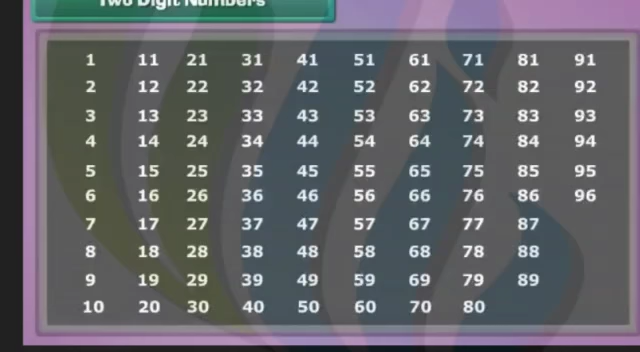 Two Digit Numbers
1 11 21 31 41 51 61 71 81 91
2 12 22 32 42 52 62 72 82 92
3 13 23 33 43 53 63 73 83 93
4 14 24 34 44 54 64 74 84 94
5 15 25 35 45 55 65 75 85 95
6 16 26 36 46 56 66 76 86 96
7 17 27 37 47 57 67 77 87
8 18 28 38 48 58 68 78 88
9 19 29 39 49 59 69 79 89
10 20 30 40 50 60 70 80